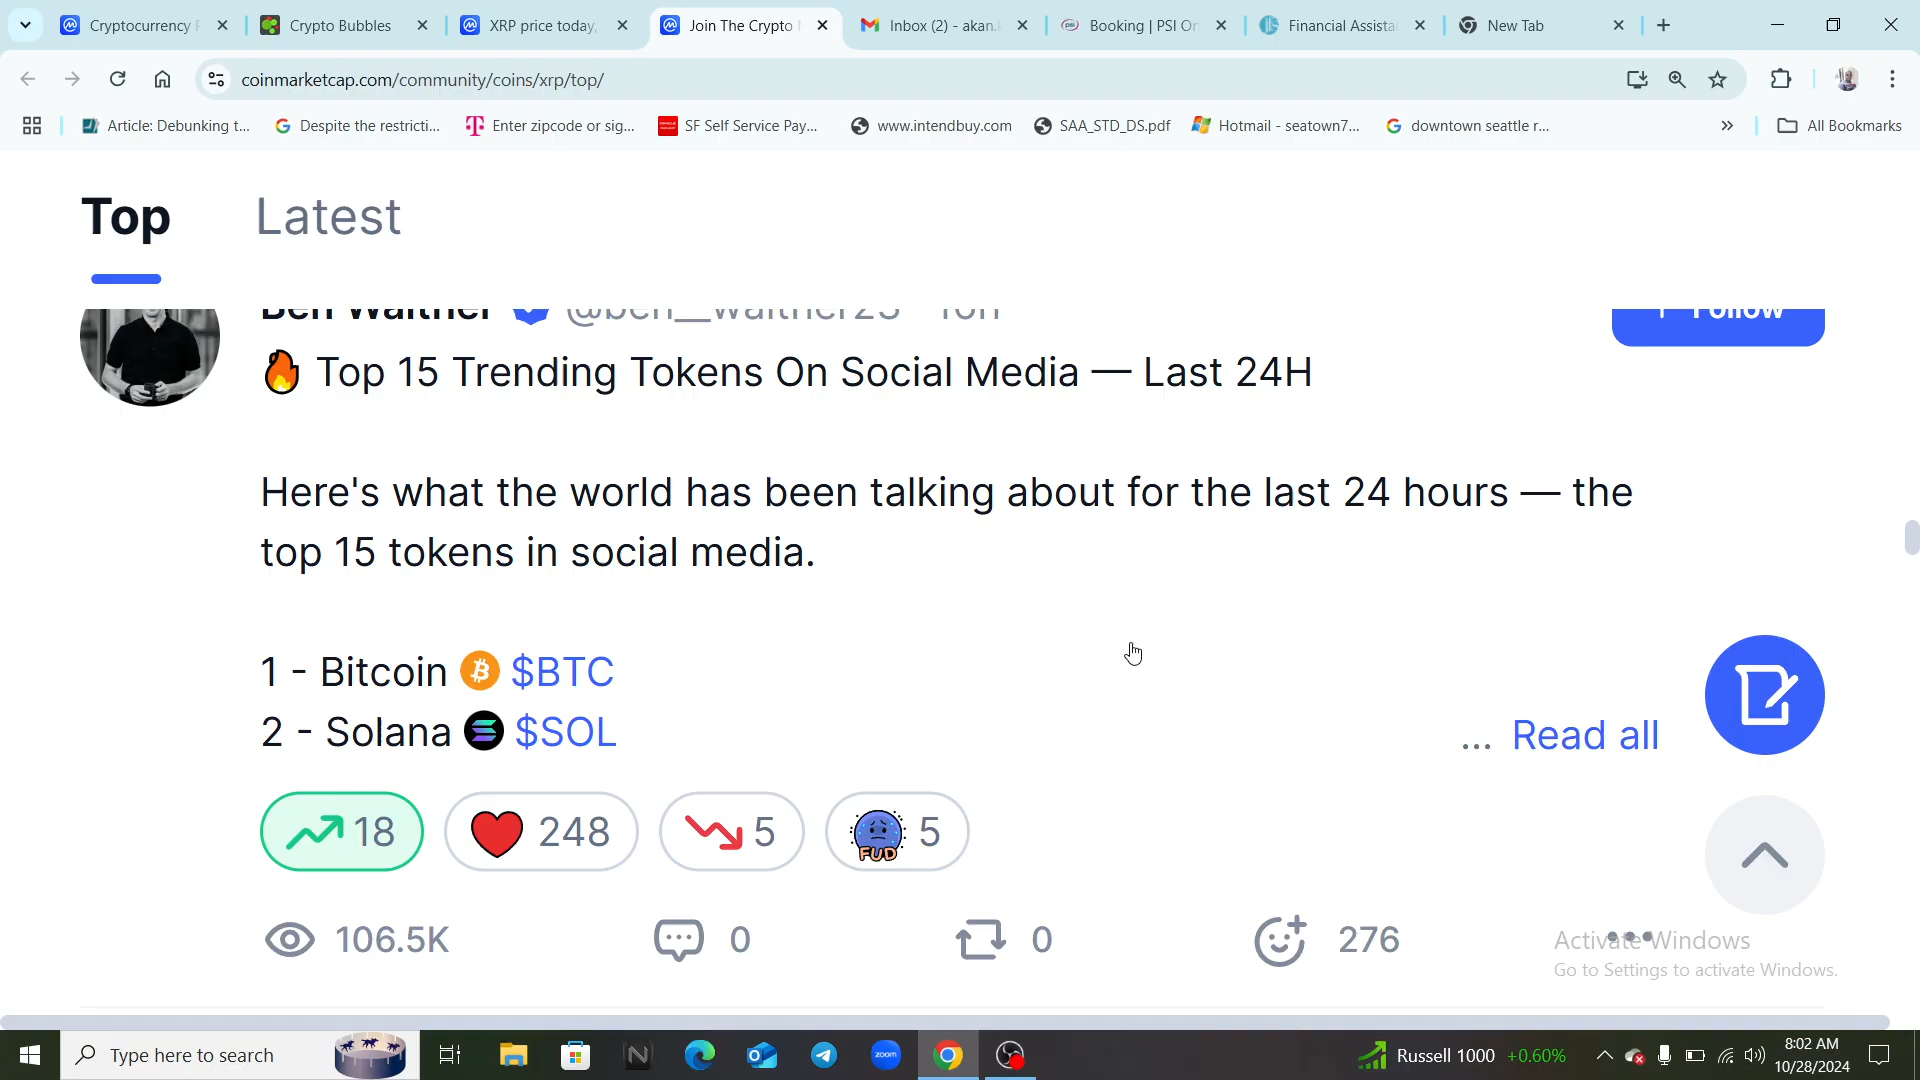 Cryptocurrency P
Crypto Bubbles
XRP price today,
Join The Crypto
Inbox (2) - akan.
Booking | PSI On
Financial Assista
New Tab
coinmarketcap.com/community/coins/xrp/top/
Article: Debunking t...
Despite the restricti...
Enter zipcode or sig...
SF Self Service Pay...
www.intendbuy.com
SAA_STD_DS.pdf
Hotmail - seatown7...
downtown seattle r...
All Bookmarks
Top
Latest
Ben Walther @ben__walther23
+ Follow
🔥 Top 15 Trending Tokens On Social Media — Last 24H
Here's what the world has been talking about for the last 24 hours — the
top 15 tokens in social media.
1 - Bitcoin $BTC
2 - Solana $SOL
... Read all
18
248
5
FUD 5
106.5K
0
0
276
Activate Windows
Go to Settings to activate Windows.
Type here to search
zoom
Russell 1000 +0.60%
8:02 AM
10/28/2024